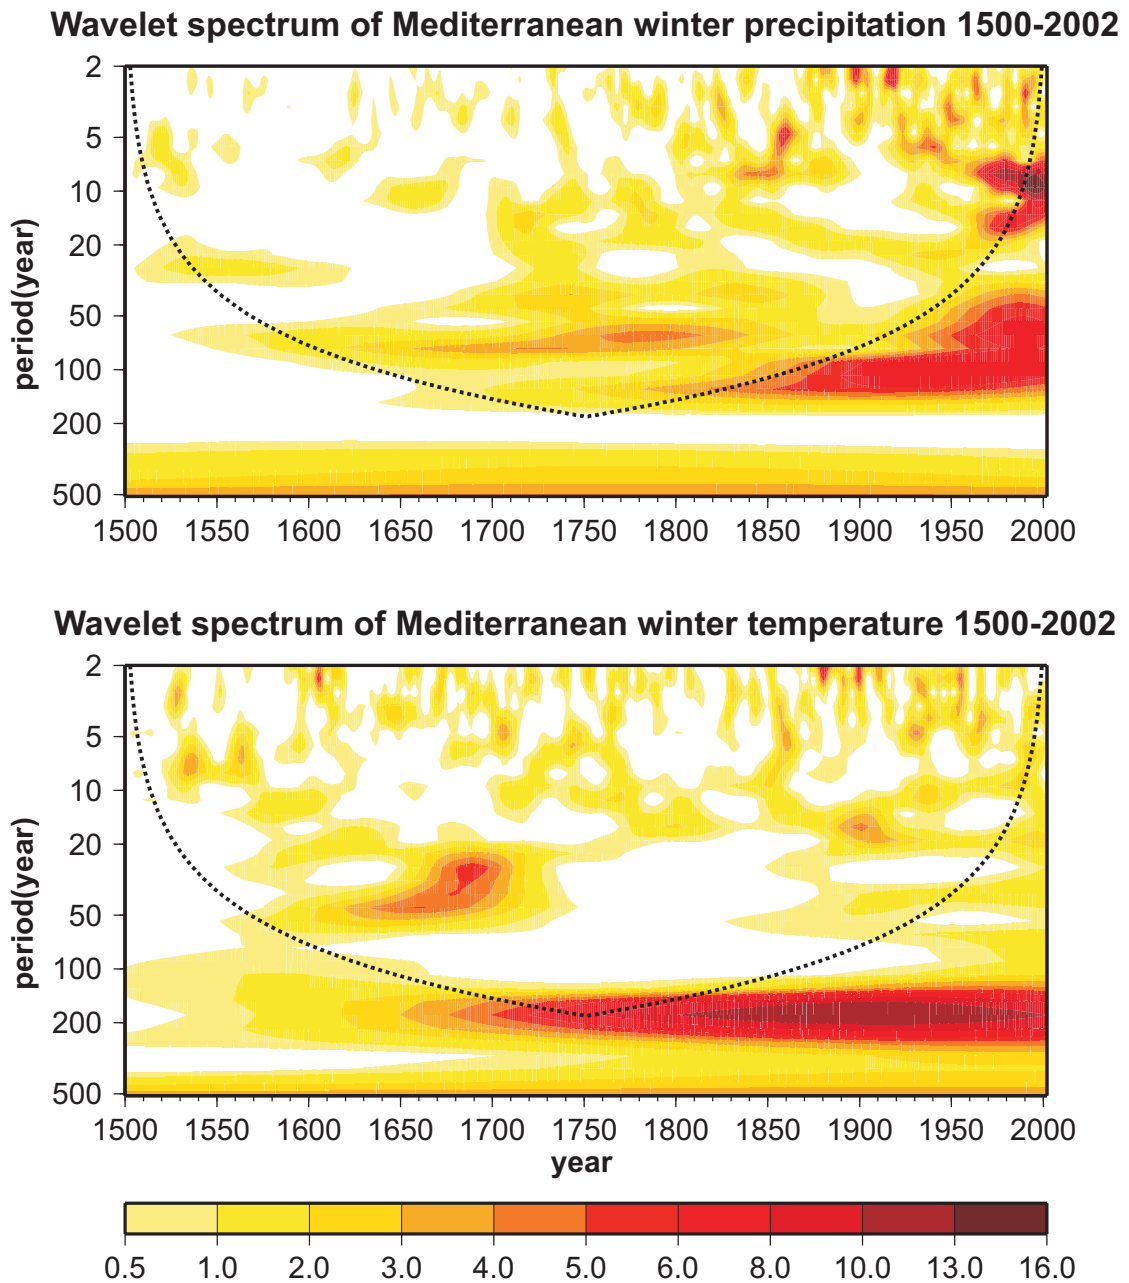 Wavelet spectrum of Mediterranean winter precipitation 1500-2002
period(year)
2
5
10
20
50
100
200
500
1500 1550 1600 1650 1700 1750 1800 1850 1900 1950 2000
Wavelet spectrum of Mediterranean winter temperature 1500-2002
period(year)
2
5
10
20
50
100
200
500
1500 1550 1600 1650 1700 1750 1800 1850 1900 1950 2000
year
0.5 1.0 2.0 3.0 4.0 5.0 6.0 8.0 10.0 13.0 16.0